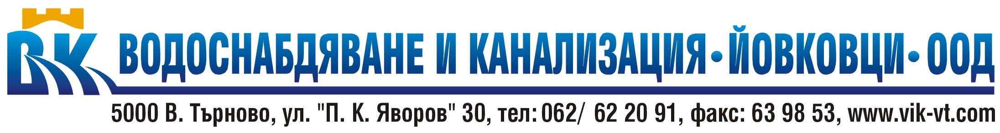 ВК ВОДОСНАБДЯВАНЕ И КАНАЛИЗАЦИЯ • ЙОВКОВЦИ • ООД
5000 В. Търново, ул. "П. К. Яворов" 30, тел: 062/ 62 20 91, факс: 63 98 53, www.vik-vt.com